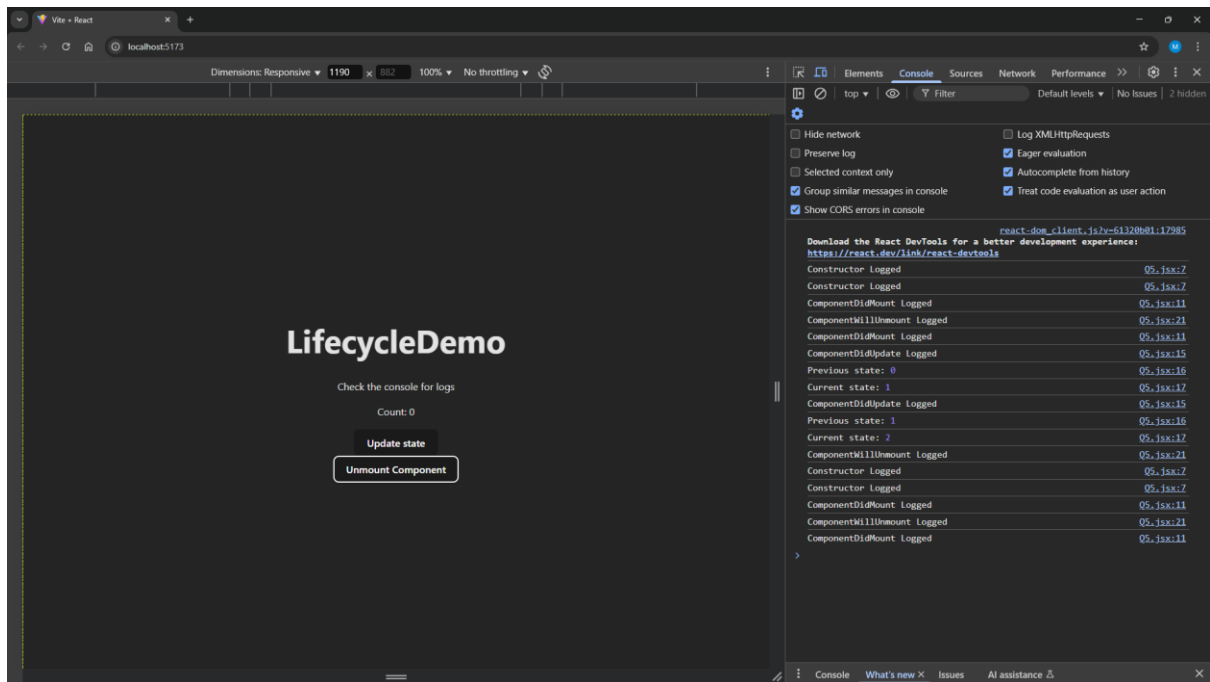 Vite + React
localhost:5173
M
Dimensions: Responsive 1190 x 882 100% No throttling
Elements Console Sources Network Performance
top Filter Default levels No Issues 2 hidden
Hide network Log XMLHttpRequests
Preserve log Eager evaluation
Selected context only Autocomplete from history
Group similar messages in console Treat code evaluation as user action
Show CORS errors in console
react-dom_client.js?v=61320b01:17985
Download the React DevTools for a better development experience:
https://react.dev/link/react-devtools
Constructor Logged Q5.jsx:7
Constructor Logged Q5.jsx:7
ComponentDidMount Logged Q5.jsx:11
ComponentWillUnmount Logged Q5.jsx:21
ComponentDidMount Logged Q5.jsx:11
ComponentDidUpdate Logged Q5.jsx:15
Previous state: 0 Q5.jsx:16
Current state: 1 Q5.jsx:17
ComponentDidUpdate Logged Q5.jsx:15
Previous state: 1 Q5.jsx:16
Current state: 2 Q5.jsx:17
ComponentWillUnmount Logged Q5.jsx:21
Constructor Logged Q5.jsx:7
Constructor Logged Q5.jsx:7
ComponentDidMount Logged Q5.jsx:11
ComponentWillUnmount Logged Q5.jsx:21
ComponentDidMount Logged Q5.jsx:11
LifecycleDemo
Check the console for logs
Count: 0
Update state
Unmount Component
Console What's new Issues AI assistance